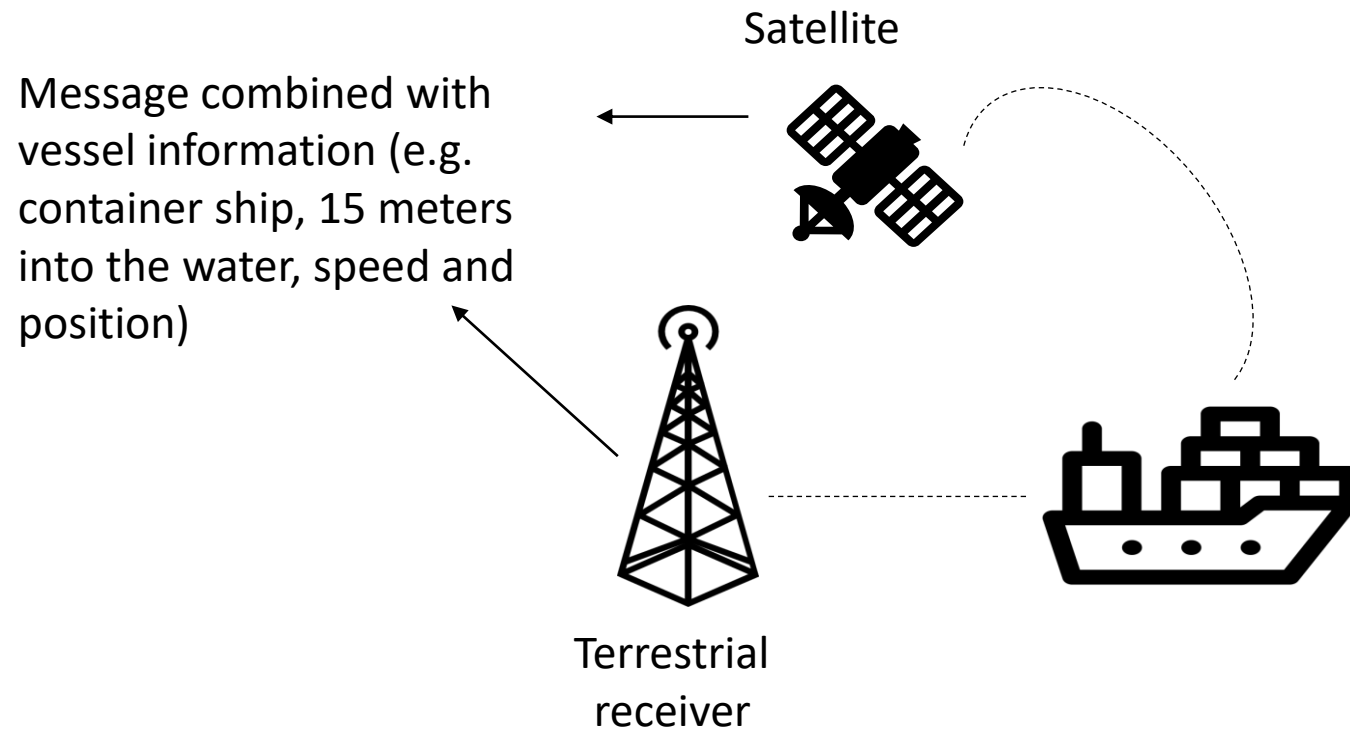 Satellite
Message combined with
vessel information (e.g.
container ship, 15 meters
into the water, speed and
position)
Terrestrial
receiver